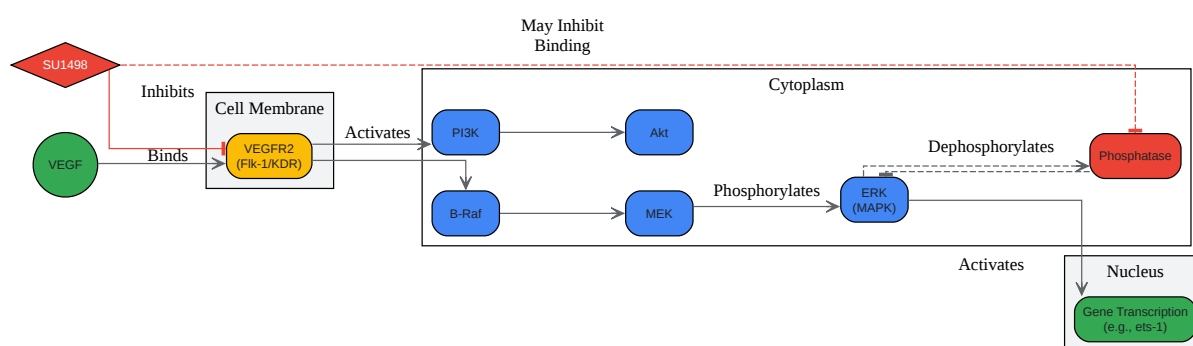 May Inhibit
Binding
SU1498
Cytoplasm
Inhibits
Cell Membrane
Activates
PI3K
Akt
VEGF
Binds
VEGFR2
(Flk-1/KDR)
Dephosphorylates
Phosphatase
B-Raf
MEK
Phosphorylates
ERK
(MAPK)
Activates
Nucleus
Gene Transcription
(e.g., ets-1)